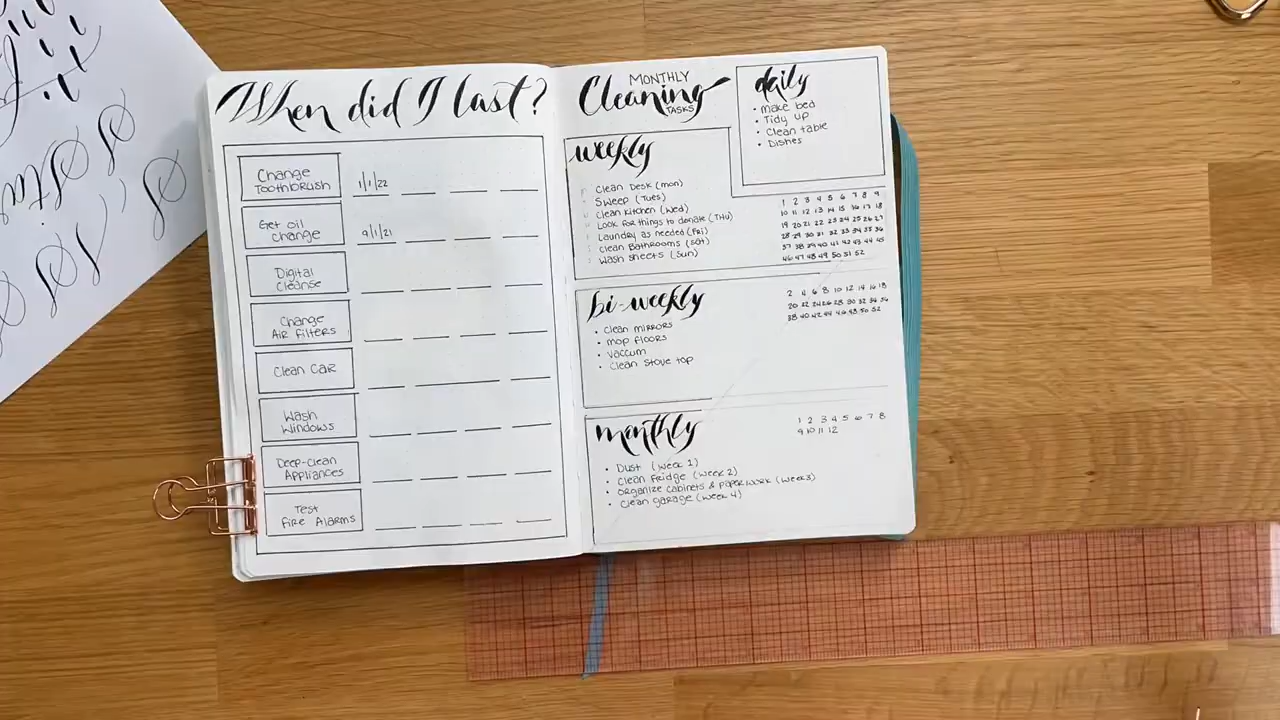 When did I last?
Change
Toothbrush
1/1/22
Get oil
Change
9/1/21
Digital
Cleanse
Change
Air Filters
Clean Car
Wash
Windows
Deep-Clean
Appliances
Test
Fire Alarms
MONTHLY
Cleaning
TASKS
daily
• Make bed
• Tidy up
• Clean table
• Dishes
weekly
Clean Desk (mon)
Sweep (Tues)
Clean Kitchen (Wed)
Look for things to donate (THU)
Laundry as needed (Fri)
Clean Bathrooms (SAT)
Wash Sheets (Sun)
1 2 3 4 5 6 7 8 9
10 11 12 13 14 15 16 17 18
19 20 21 22 23 24 25 26 27
28 29 30 31 32 33 34 35 36
37 38 39 40 41 42 43 44 45
46 47 48 49 50 51 52
bi-weekly
• Clean mirrors
• mop floors
• vaccum
• Clean stove top
2 4 6 8 10 12 14 16 18
20 22 24 26 28 30 32 34 36
38 40 42 44 46 48 50 52
monthly
• Dust (week 1)
• Clean Fridge (week 2)
• organize cabinets & paperwork (week 3)
• Clean garage (week 4)
1 2 3 4 5 6 7 8
9 10 11 12